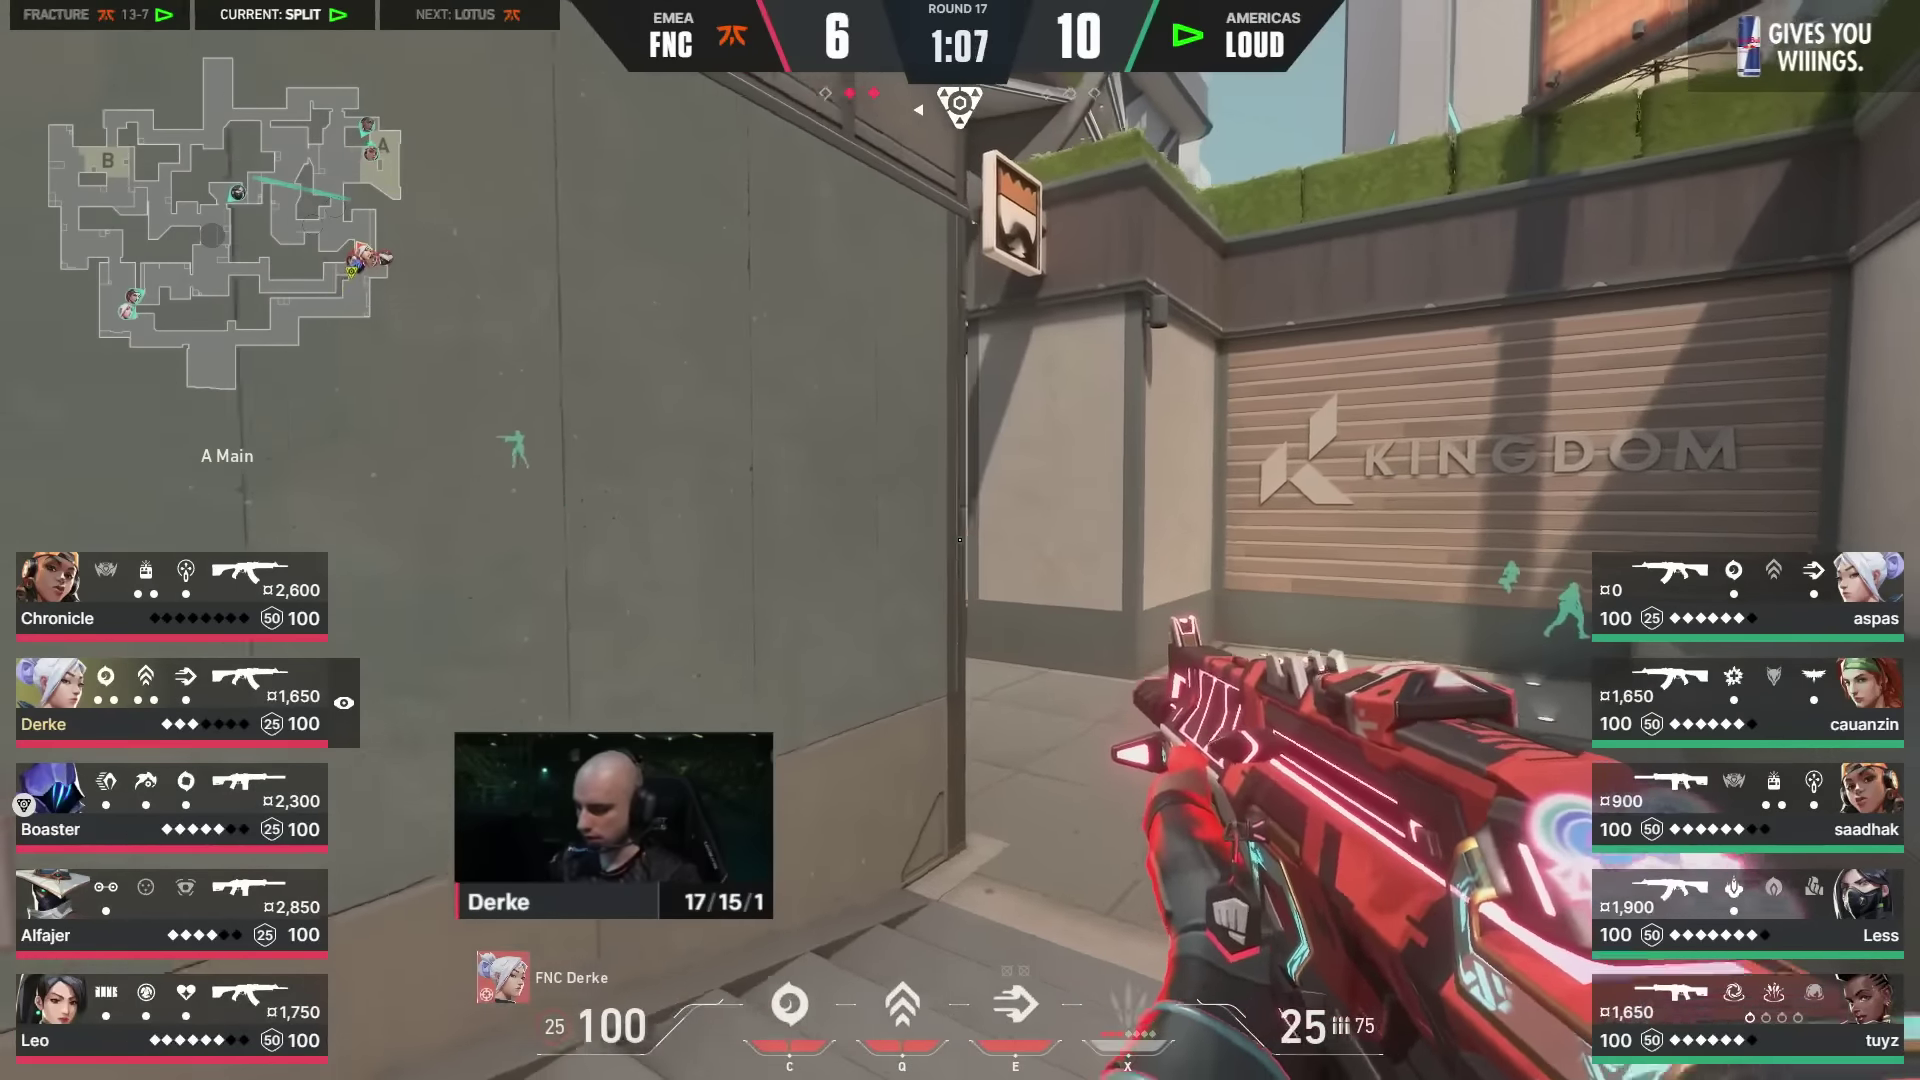 FRACTURE 13-7
CURRENT: SPLIT
NEXT: LOTUS
EMEA
FNC
6
ROUND 17
1:07
10
AMERICAS
LOUD
GIVES YOU
WIIINGS.
B
A
A Main
KINGDOM
2,600
Chronicle 50 100
1,650
Derke 25 100
2,300
Boaster 25 100
2,850
Alfajer 25 100
1,750
Leo 50 100
0
100 25 aspas
1,650
100 50 cauanzin
900
100 50 saadhak
1,900
100 50 Less
1,650
100 50 tuyz
Derke 17/15/1
FNC Derke
25 100
C Q E X
25 75